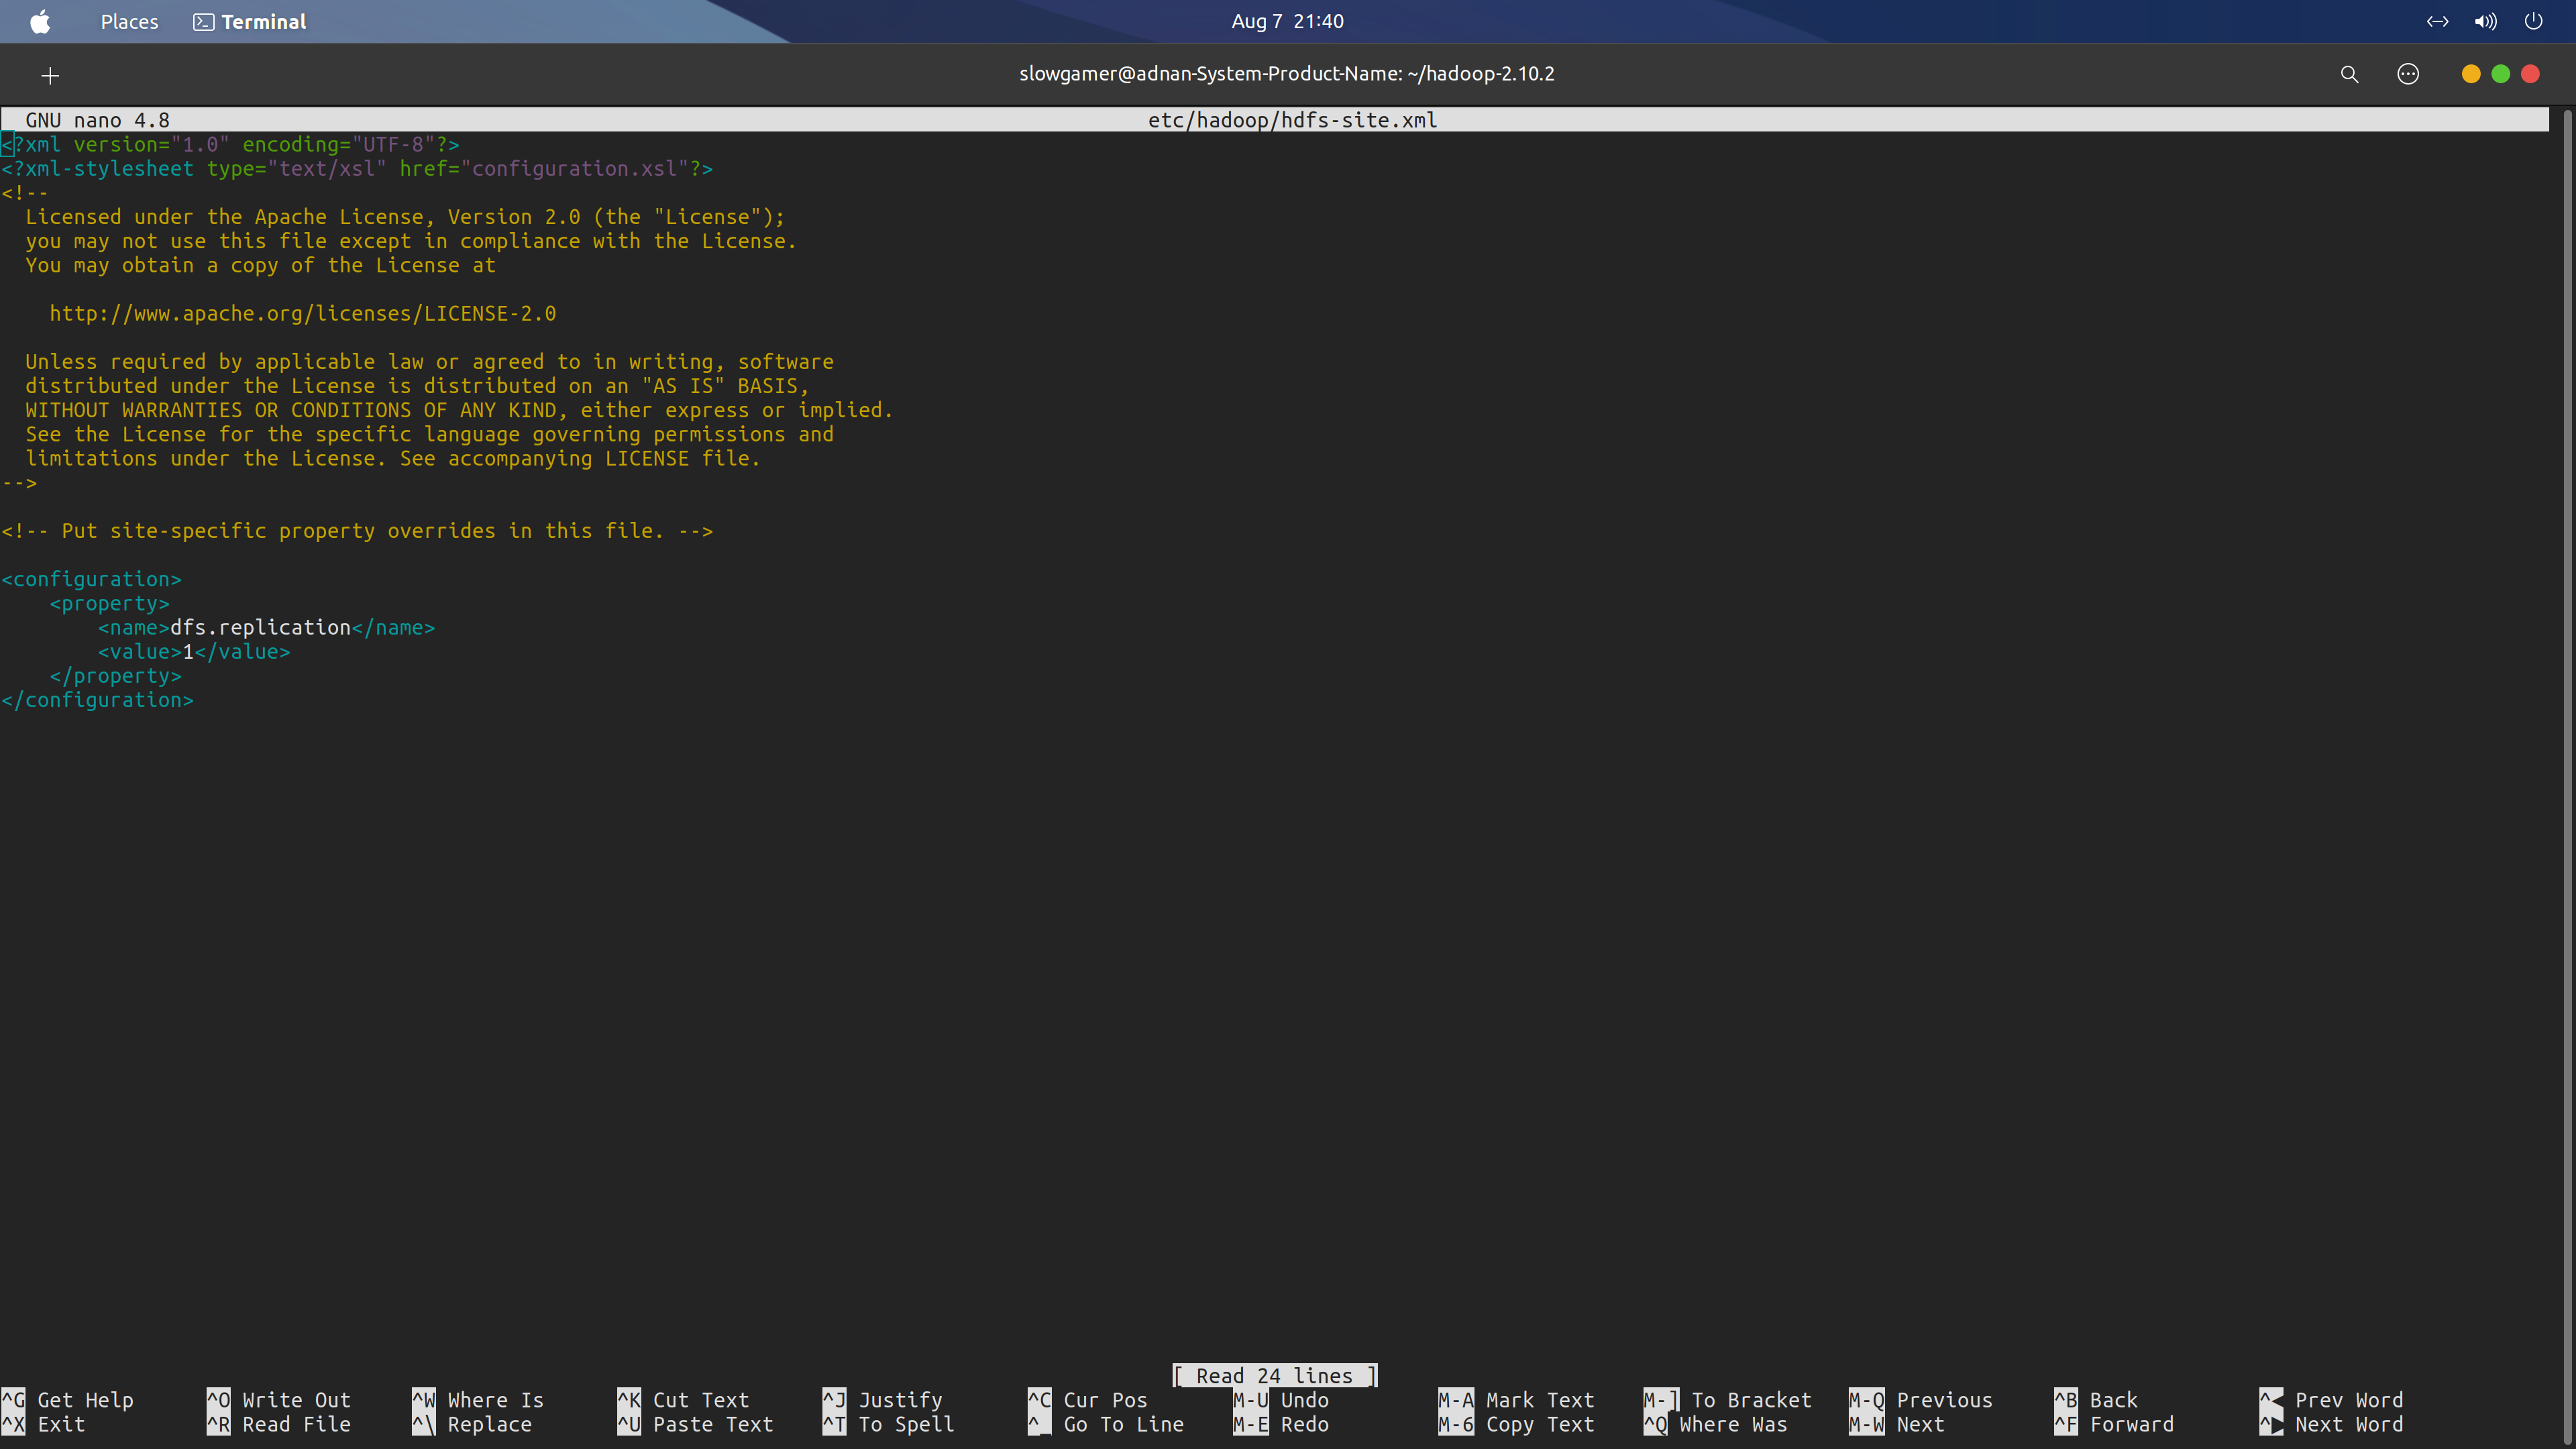 Places Terminal Aug 7 21:40
slowgamer@adnan-System-Product-Name: ~/hadoop-2.10.2
GNU nano 4.8 etc/hadoop/hdfs-site.xml
<?xml version="1.0" encoding="UTF-8"?>
<?xml-stylesheet type="text/xsl" href="configuration.xsl"?>
<!--
  Licensed under the Apache License, Version 2.0 (the "License");
  you may not use this file except in compliance with the License.
  You may obtain a copy of the License at

    http://www.apache.org/licenses/LICENSE-2.0

  Unless required by applicable law or agreed to in writing, software
  distributed under the License is distributed on an "AS IS" BASIS,
  WITHOUT WARRANTIES OR CONDITIONS OF ANY KIND, either express or implied.
  See the License for the specific language governing permissions and
  limitations under the License. See accompanying LICENSE file.
-->

<!-- Put site-specific property overrides in this file. -->

<configuration>
    <property>
        <name>dfs.replication</name>
        <value>1</value>
    </property>
</configuration>
[ Read 24 lines ]
^G Get Help ^O Write Out ^W Where Is ^K Cut Text ^J Justify ^C Cur Pos M-U Undo M-A Mark Text M-] To Bracket M-Q Previous ^B Back ^◀ Prev Word
^X Exit ^R Read File ^\ Replace ^U Paste Text ^T To Spell ^_ Go To Line M-E Redo M-6 Copy Text ^Q Where Was M-W Next ^F Forward ^▶ Next Word